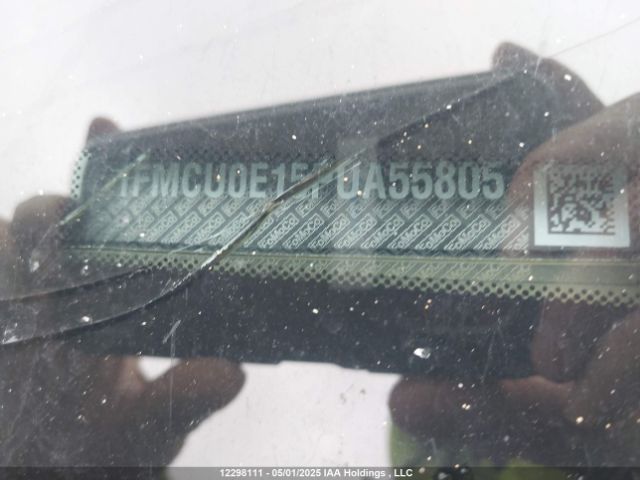 1FMCU0E15PUA55805
12298111 - 05/01/2025 IAA Holdings , LLC